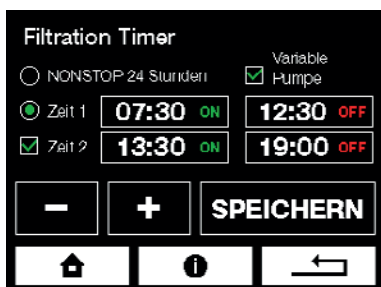 Filtration Timer
NONSTOP 24 Stunden
Variable
Pumpe
Zeit 1 07:30 ON 12:30 OFF
Zeit 2 13:30 ON 19:00 OFF
- + SPEICHERN